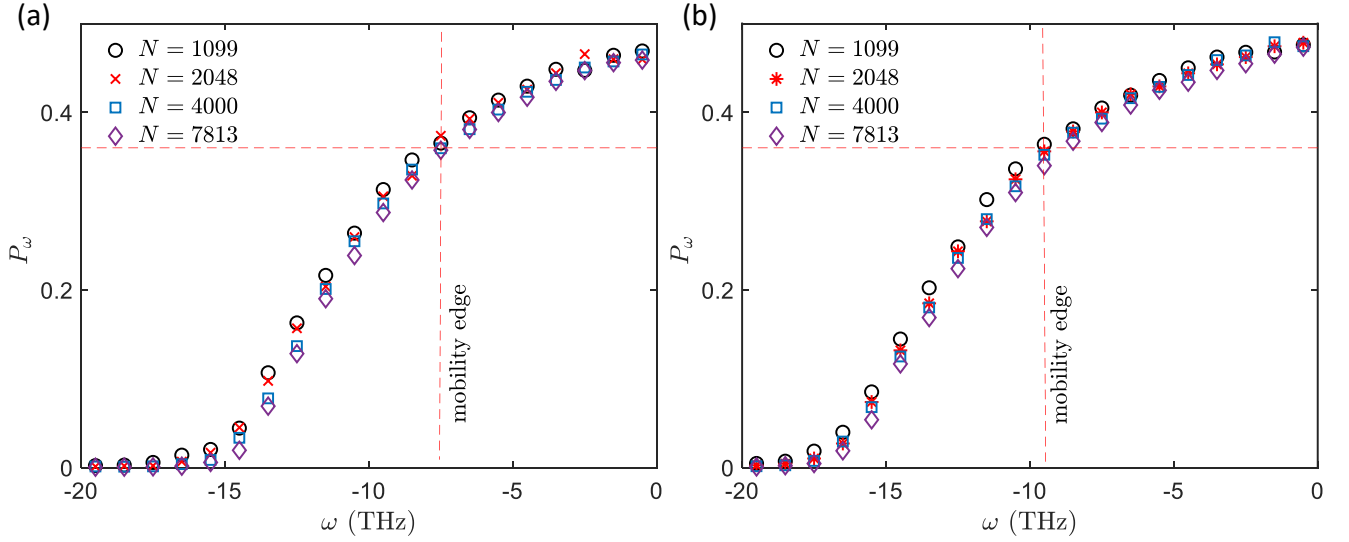 (a)
N = 1099
N = 2048
N = 4000
N = 7813
0.4
0.2
0
P_ω
mobility edge
-20 -15 -10 -5 0
ω (THz)
(b)
N = 1099
N = 2048
N = 4000
N = 7813
0.4
0.2
0
P_ω
mobility edge
-20 -15 -10 -5 0
ω (THz)